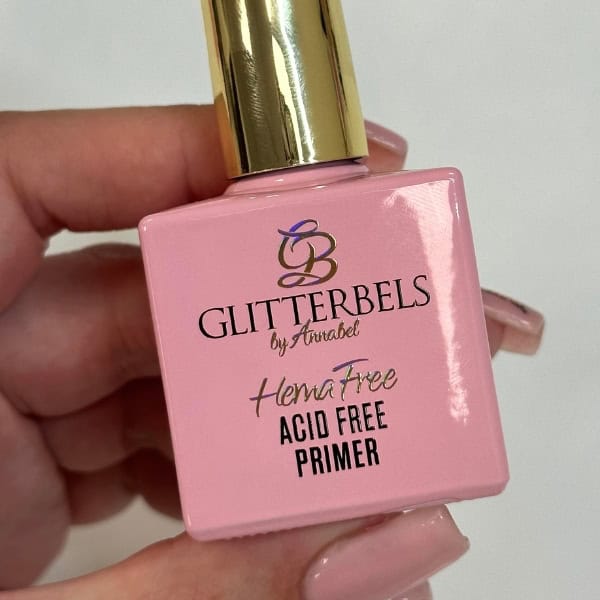 GB
GLITTERBELS
by Annabel
Hema Free
ACID FREE
PRIMER